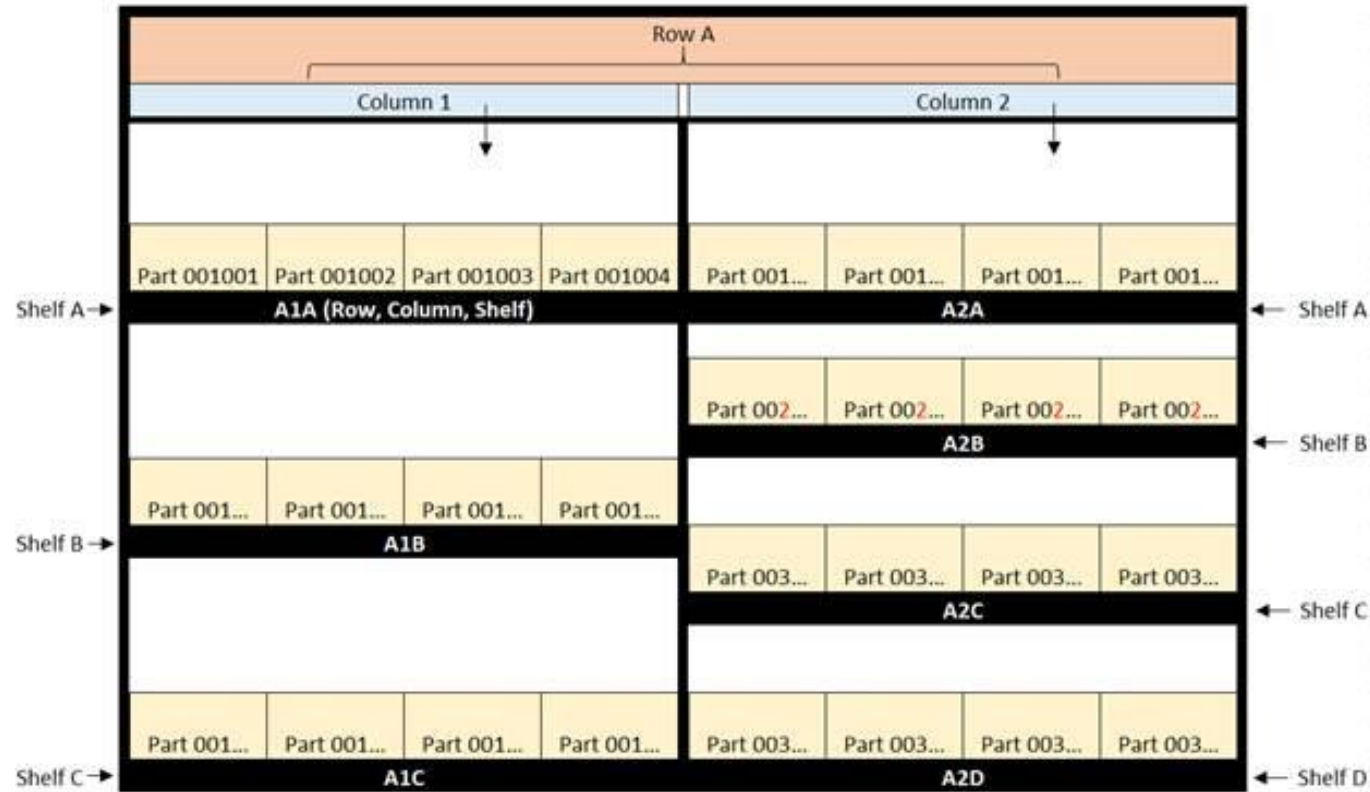 Row A
Column 1 Column 2
Part 001001 Part 001002 Part 001003 Part 001004 Part 001... Part 001... Part 001... Part 001...
Shelf A A1A (Row, Column, Shelf) A2A Shelf A
Part 002... Part 002... Part 002... Part 002...
A2B Shelf B
Part 001... Part 001... Part 001... Part 001...
Shelf B A1B
Part 003... Part 003... Part 003... Part 003...
A2C Shelf C
Part 001... Part 001... Part 001... Part 001... Part 003... Part 003... Part 003... Part 003...
Shelf C A1C A2D Shelf D